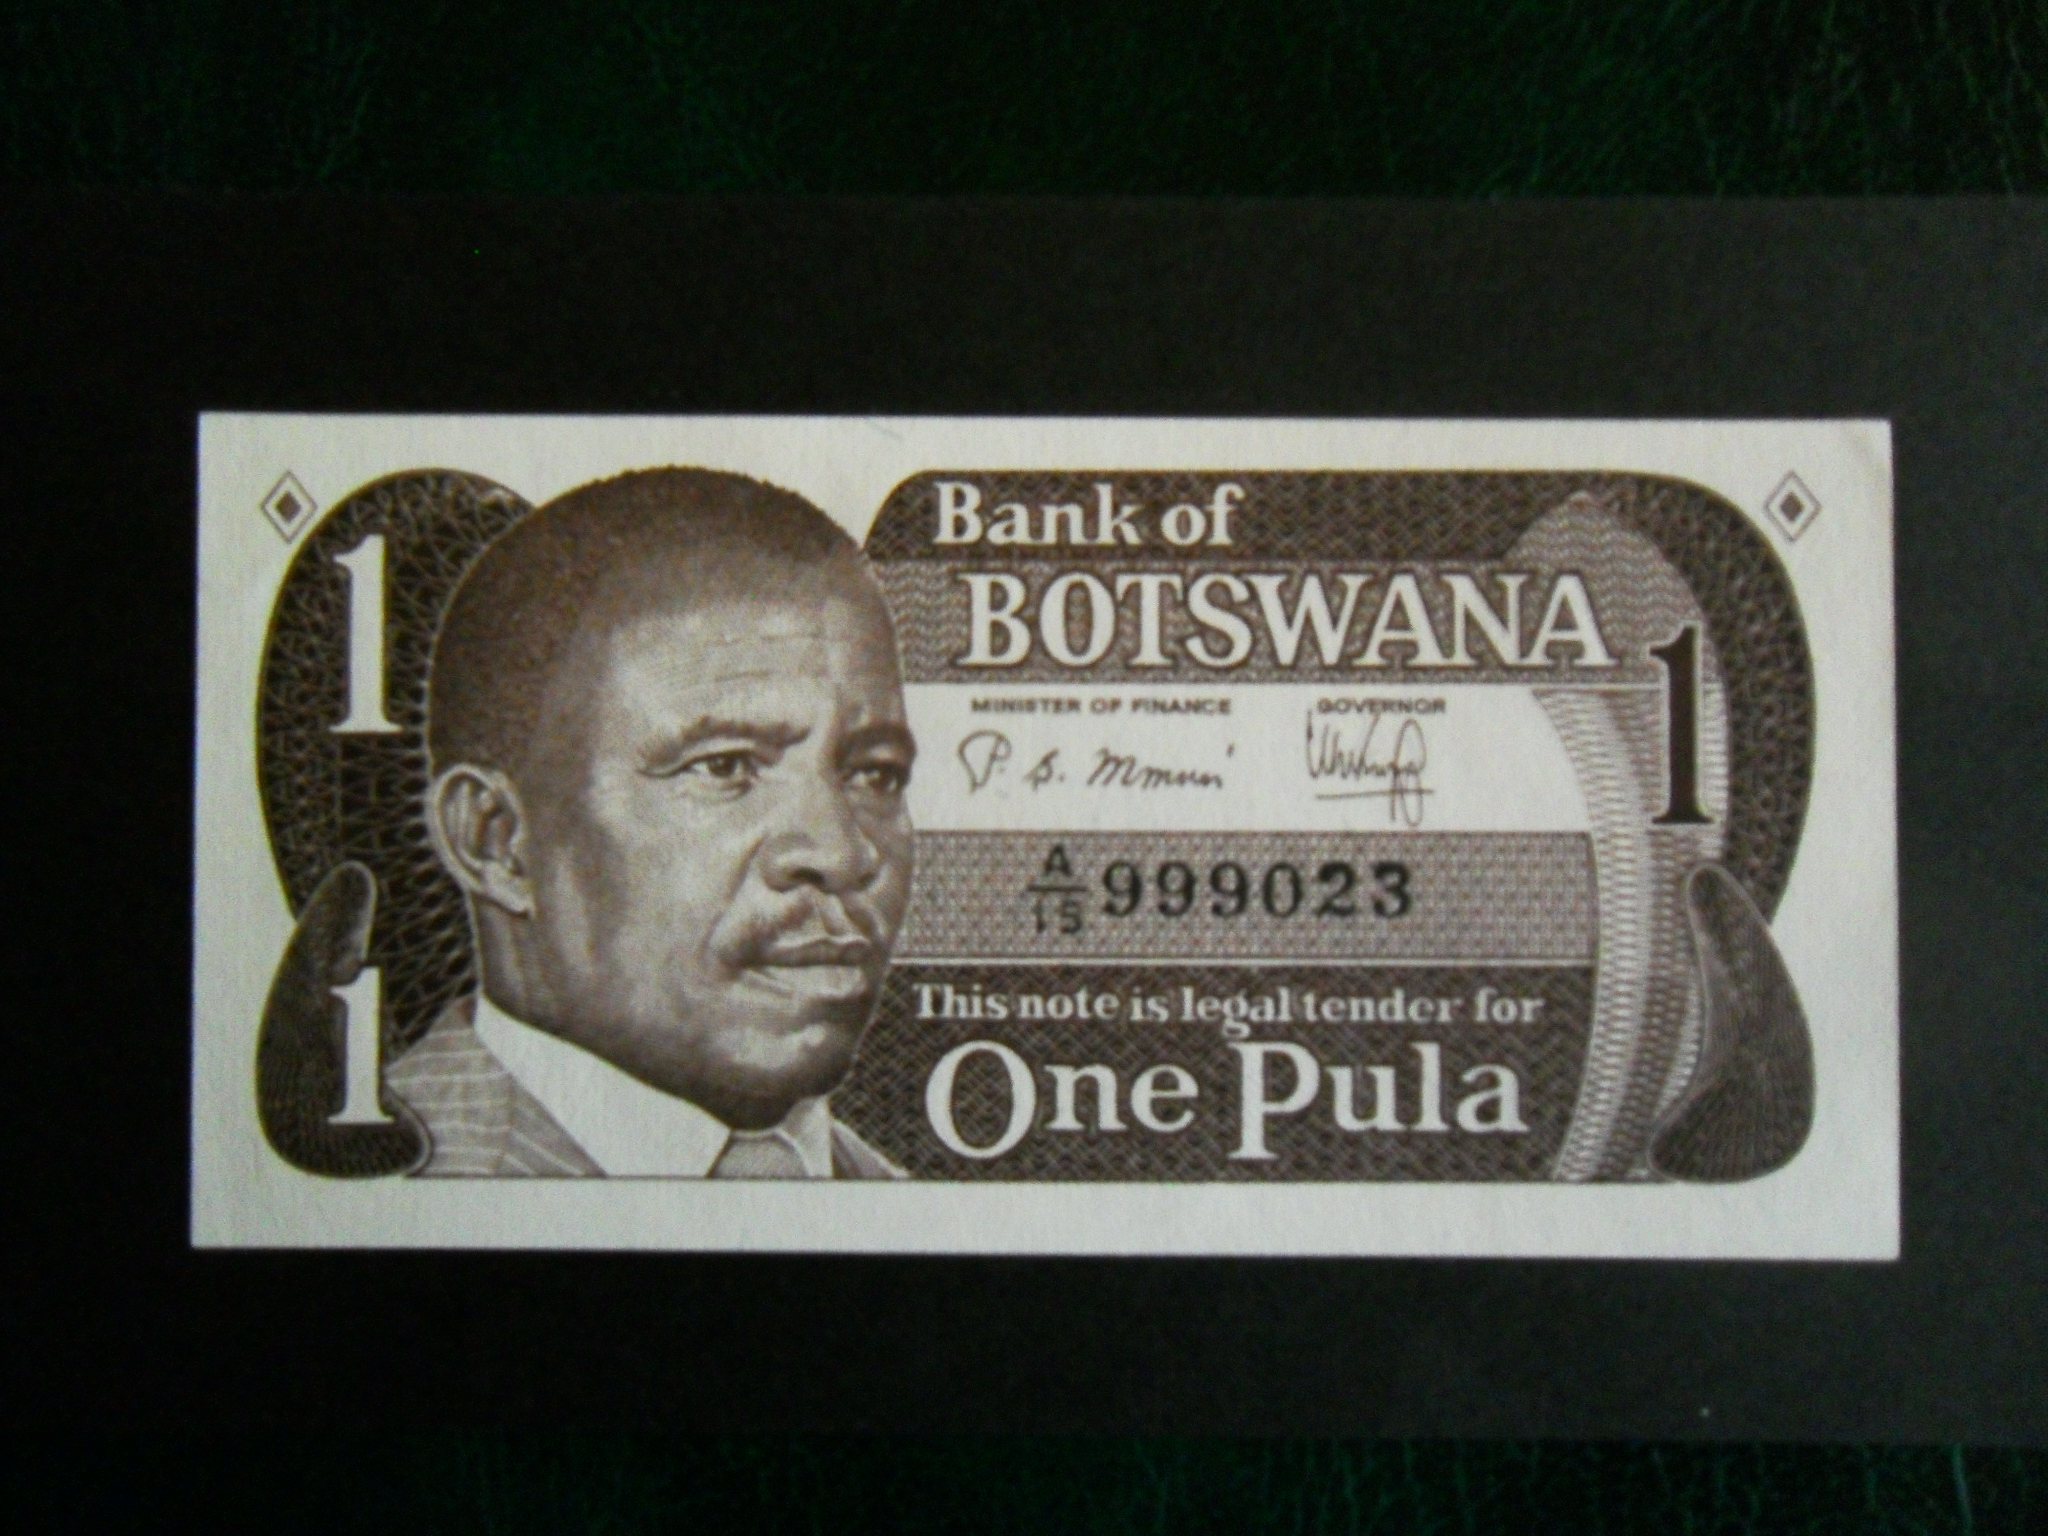 1
1
Bank of
BOTSWANA
1
MINISTER OF FINANCE GOVERNOR
P. S. Mmusi
A/15 999023
This note is legal tender for
One Pula